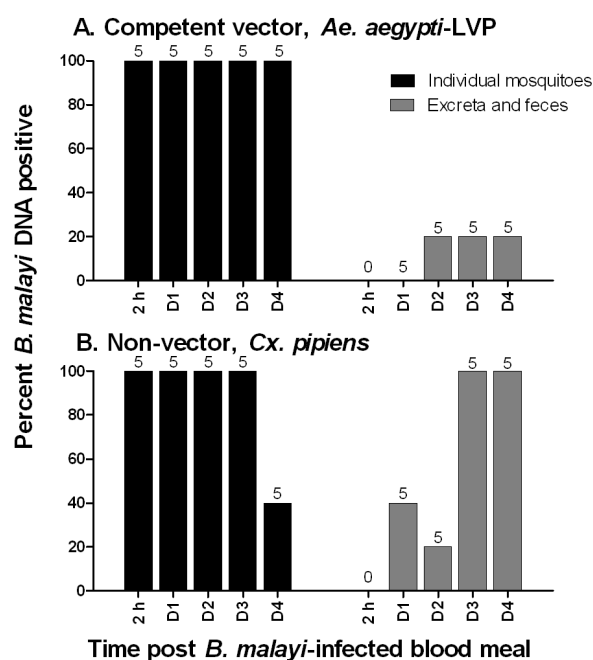 A. Competent vector, Ae. aegypti-LVP
5 5 5 5 5
100
80
60
40
20
0
0 5 5 5 5
Individual mosquitoes
Excreta and feces
2 h D1 D2 D3 D4 2 h D1 D2 D3 D4
Percent B. malayi DNA positive
B. Non-vector, Cx. pipiens
5 5 5 5 5
100
80
60
40
20
0
0 5 5 5 5
2 h D1 D2 D3 D4 2 h D1 D2 D3 D4
Time post B. malayi-infected blood meal